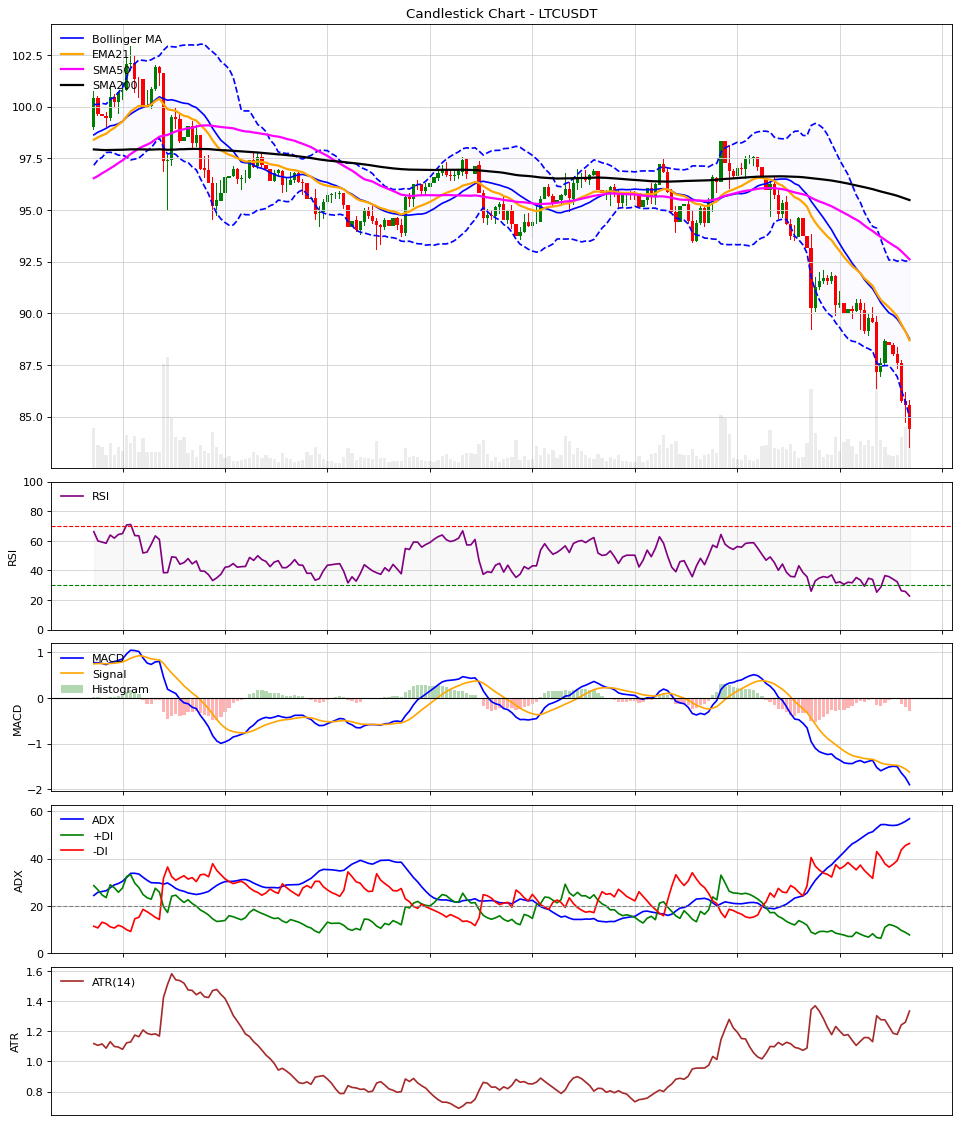 Candlestick Chart - LTCUSDT
Bollinger MA
EMA21
SMA50
SMA200
102.5
100.0
97.5
95.0
92.5
90.0
87.5
85.0
RSI
100
80
60
40
20
0
RSI
MACD
Signal
Histogram
1
0
−1
−2
MACD
ADX
+DI
-DI
60
40
20
0
ADX
ATR(14)
1.6
1.4
1.2
1.0
0.8
ATR